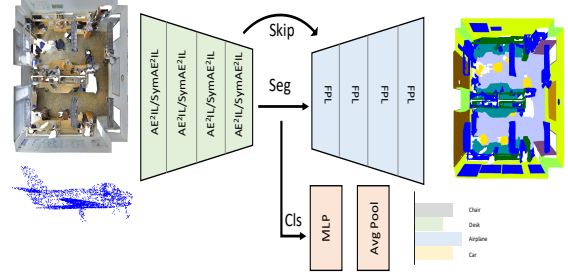 Skip
AE²IL/SymAE²IL
AE²IL/SymAE²IL
AE²IL/SymAE²IL
AE²IL/SymAE²IL
Seg
FPL
FPL
FPL
FPL
Cls
MLP
Avg Pool
Chair
Desk
Airplane
Car